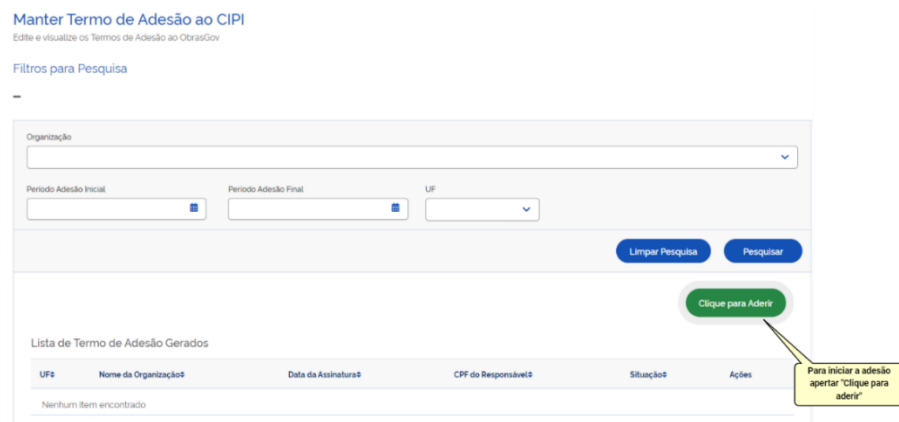 Manter Termo de Adesão ao CIPI
Edite e visualize os Termos de Adesão ao ObrasGov
Filtros para Pesquisa
Organização
Período Adesão Inicial Período Adesão Final UF
Limpar Pesquisa Pesquisar
Clique para Aderir
Lista de Termo de Adesão Gerados
UF Nome da Organização Data da Assinatura CPF do Responsável Situação Ações
Nenhum item encontrado
Para iniciar a adesão
apertar "Clique para
aderir"